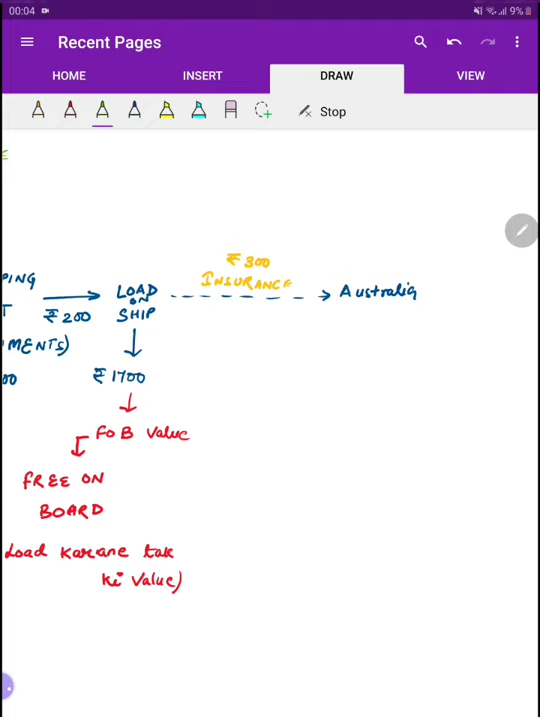 00:04 9%
Recent Pages
HOME INSERT DRAW VIEW
Stop
E
₹300
INSURANCE
PING
LOAD
ON
SHIP
Australia
T
₹200
MENTS)
00
₹1700
FOB Value
FREE ON
BOARD
Load Karane tak
ki Value)